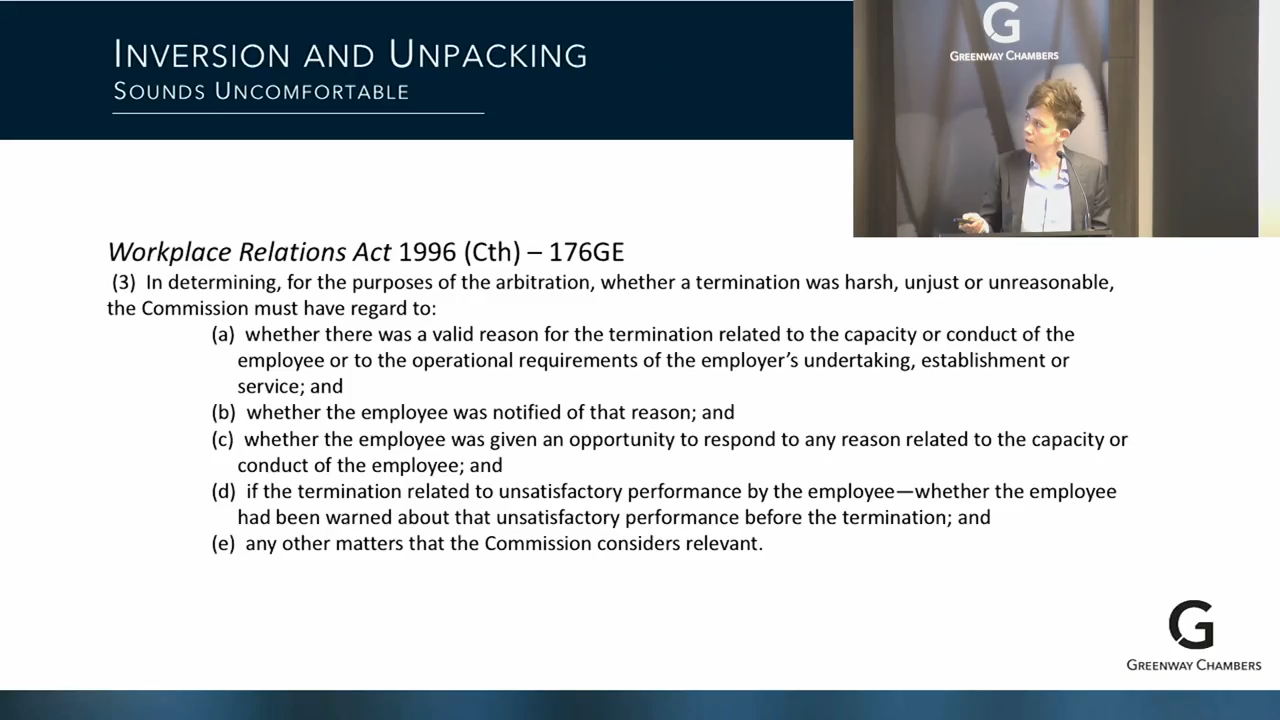 INVERSION AND UNPACKING
SOUNDS UNCOMFORTABLE
G
GREENWAY CHAMBERS
Workplace Relations Act 1996 (Cth) – 176GE
(3) In determining, for the purposes of the arbitration, whether a termination was harsh, unjust or unreasonable,
the Commission must have regard to:
(a) whether there was a valid reason for the termination related to the capacity or conduct of the
employee or to the operational requirements of the employer’s undertaking, establishment or
service; and
(b) whether the employee was notified of that reason; and
(c) whether the employee was given an opportunity to respond to any reason related to the capacity or
conduct of the employee; and
(d) if the termination related to unsatisfactory performance by the employee—whether the employee
had been warned about that unsatisfactory performance before the termination; and
(e) any other matters that the Commission considers relevant.
G
GREENWAY CHAMBERS